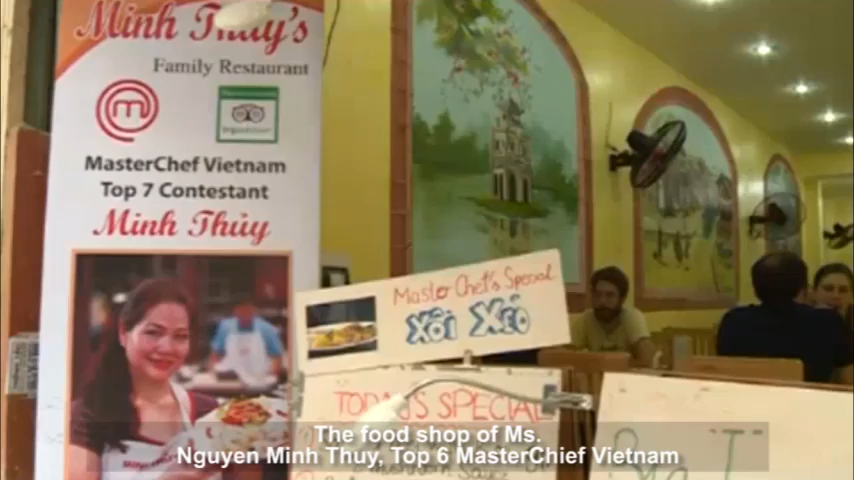 Minh Thủy's
Family Restaurant
MasterChef Vietnam
Top 7 Contestant
Minh Thủy
Master Chef's Special
XÔI XÉO
TODAY'S SPECIAL
The food shop of Ms.
Nguyen Minh Thuy, Top 6 MasterChief Vietnam